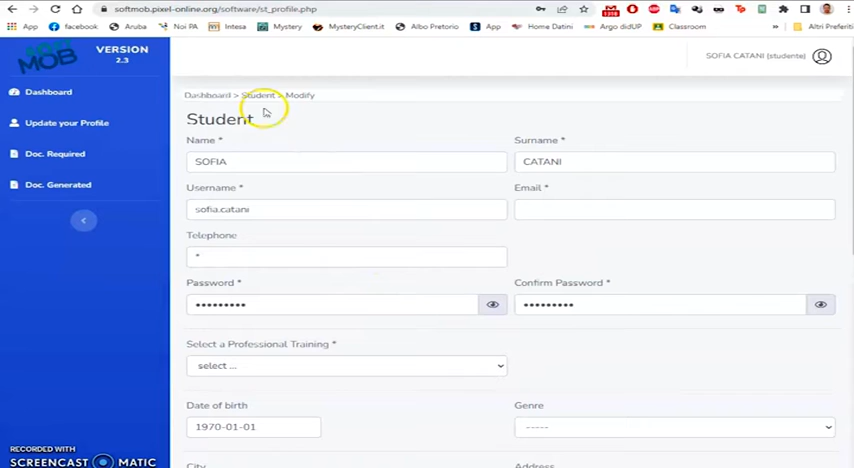 softmob.pixel-online.org/software/st_profile.php
App facebook Aruba Noi PA Intesa Mystery MysteryClient.it Albo Pretorio App Home Datini Argo didUP Classroom » Altri Preferiti
MOB
VERSION
2.3
SOFIA CATANI (studente)
Dashboard
Update your Profile
Doc. Required
Doc. Generated
Dashboard > Student > Modify
Student
Name * Surname *
SOFIA CATANI
Username * Email *
sofia.catani
Telephone
*
Password * Confirm Password *
••••••••• •••••••••
Select a Professional Training *
select ...
Date of birth Genre
1970-01-01 -----
City Address
RECORDED WITH
SCREENCAST MATIC